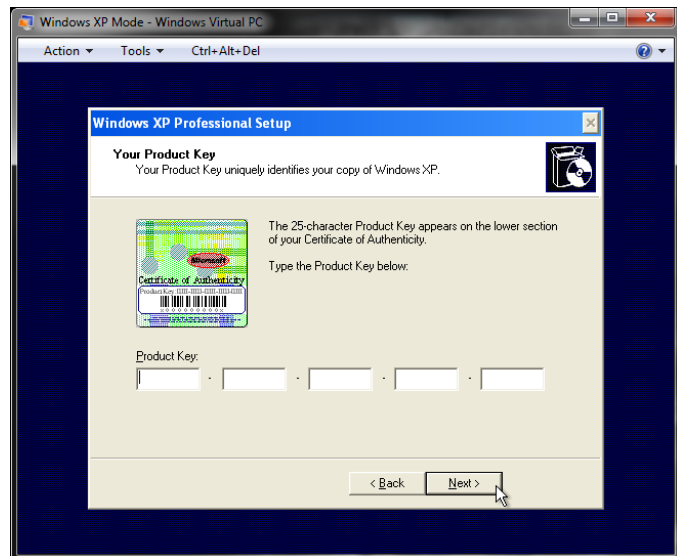 Windows XP Mode - Windows Virtual PC
Action Tools Ctrl+Alt+Del
Windows XP Professional Setup
Your Product Key
Your Product Key uniquely identifies your copy of Windows XP.
The 25-character Product Key appears on the lower section
of your Certificate of Authenticity.
Type the Product Key below:
Microsoft
Certificate of Authenticity
Product Key:
- - - -
< Back Next >